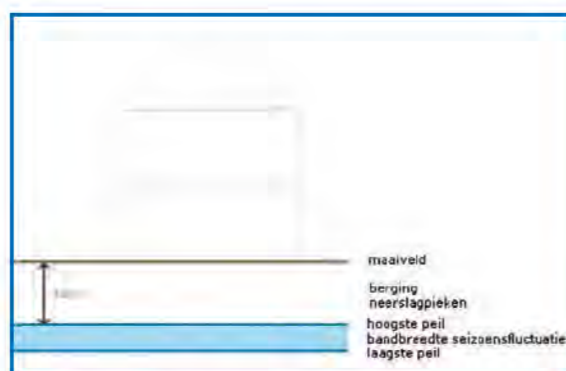 maaiveld
berging
neerslagpieken
hoogste peil
bandbreedte seizoensfluctuatie
laagste peil